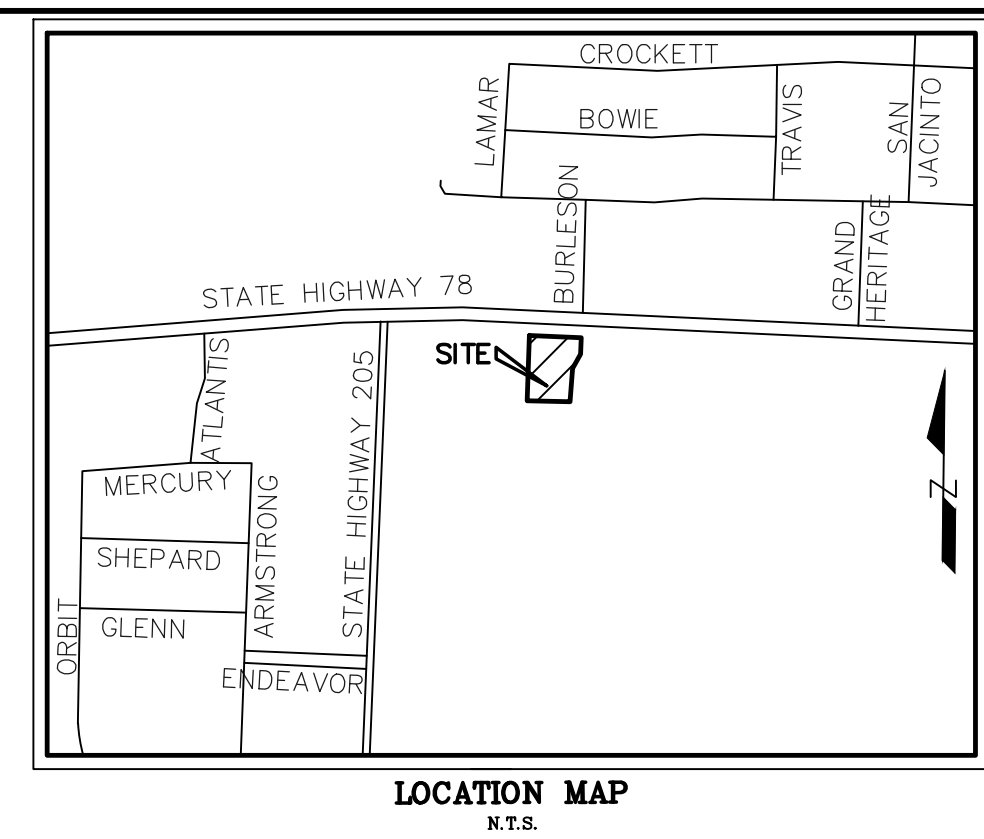 CROCKETT
LAMAR
BOWIE
TRAVIS
SAN
JACINTO
BURLESON
GRAND
HERITAGE
STATE HIGHWAY 78
SITE
ATLANTIS
STATE HIGHWAY 205
MERCURY
ARMSTRONG
SHEPARD
ORBIT
GLENN
ENDEAVOR
N
LOCATION MAP
N.T.S.